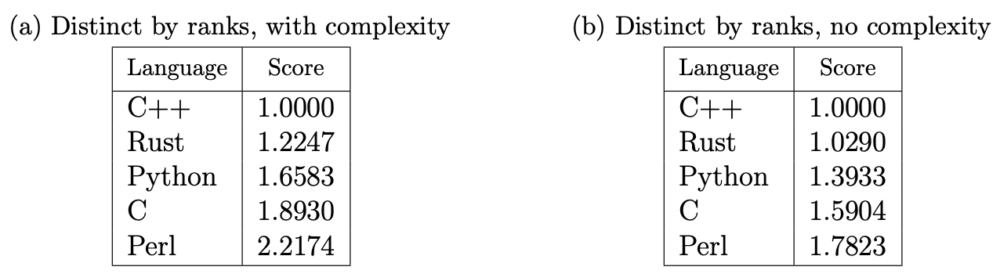 (a) Distinct by ranks, with complexity
Language Score
C++ 1.0000
Rust 1.2247
Python 1.6583
C 1.8930
Perl 2.2174
(b) Distinct by ranks, no complexity
Language Score
C++ 1.0000
Rust 1.0290
Python 1.3933
C 1.5904
Perl 1.7823